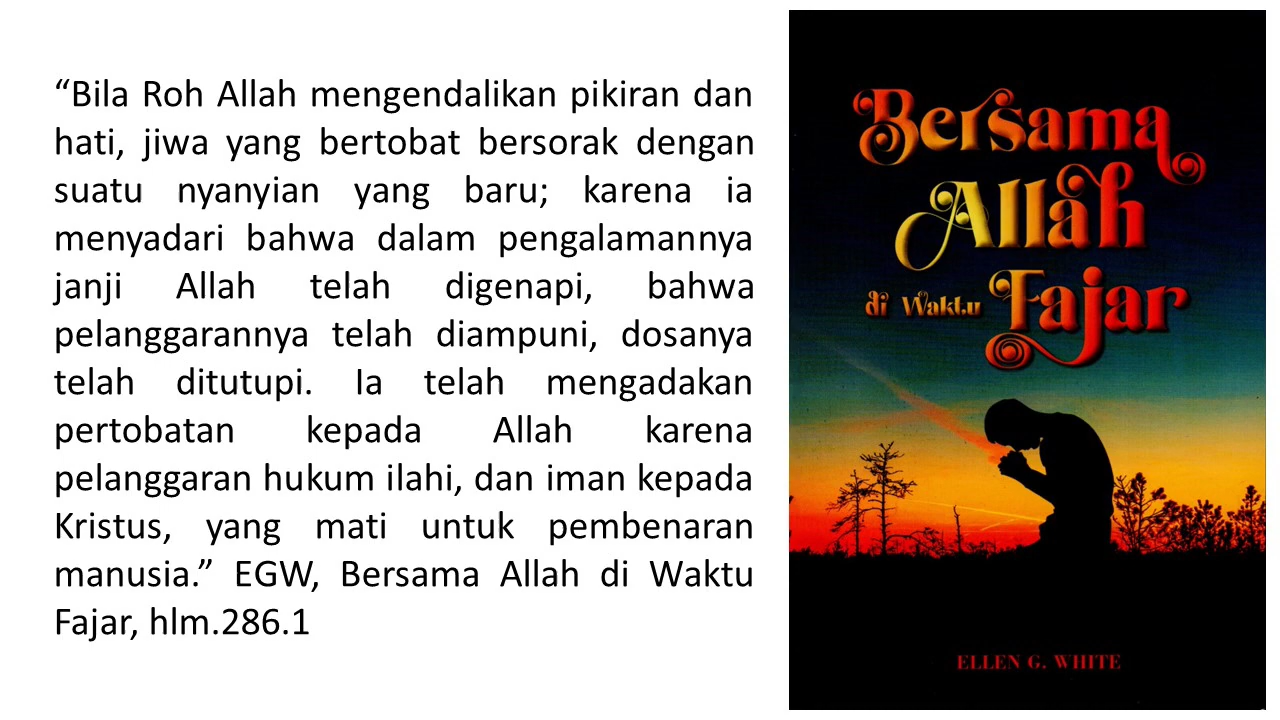 “Bila Roh Allah mengendalikan pikiran dan
hati, jiwa yang bertobat bersorak dengan
suatu nyanyian yang baru; karena ia
menyadari bahwa dalam pengalamannya
janji Allah telah digenapi, bahwa
pelanggarannya telah diampuni, dosanya
telah ditutupi. Ia telah mengadakan
pertobatan kepada Allah karena
pelanggaran hukum ilahi, dan iman kepada
Kristus, yang mati untuk pembenaran
manusia.” EGW, Bersama Allah di Waktu
Fajar, hlm.286.1
Bersama
Allah
di Waktu Fajar
ELLEN G. WHITE